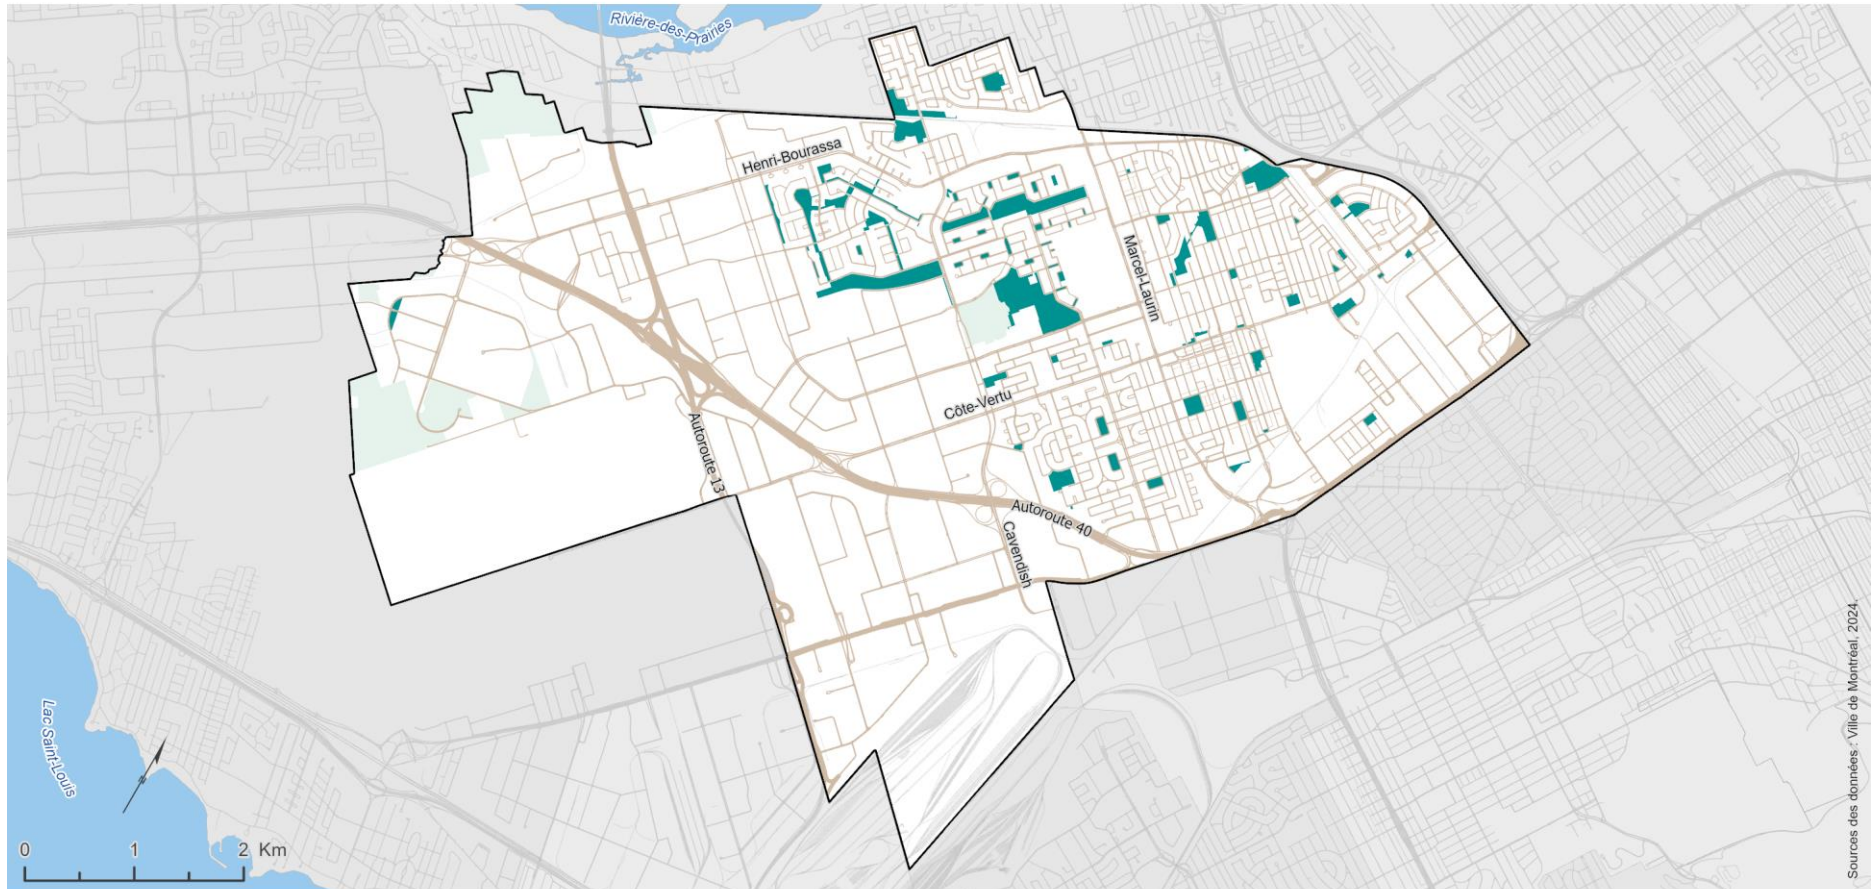 Rivière-des-Prairies
Henri-Bourassa
Marcel-Laurin
Côte-Vertu
Autoroute 13
Autoroute 40
Cavendish
Lac Saint-Louis
0 1 2 Km
Sources des données : Ville de Montréal, 2024.